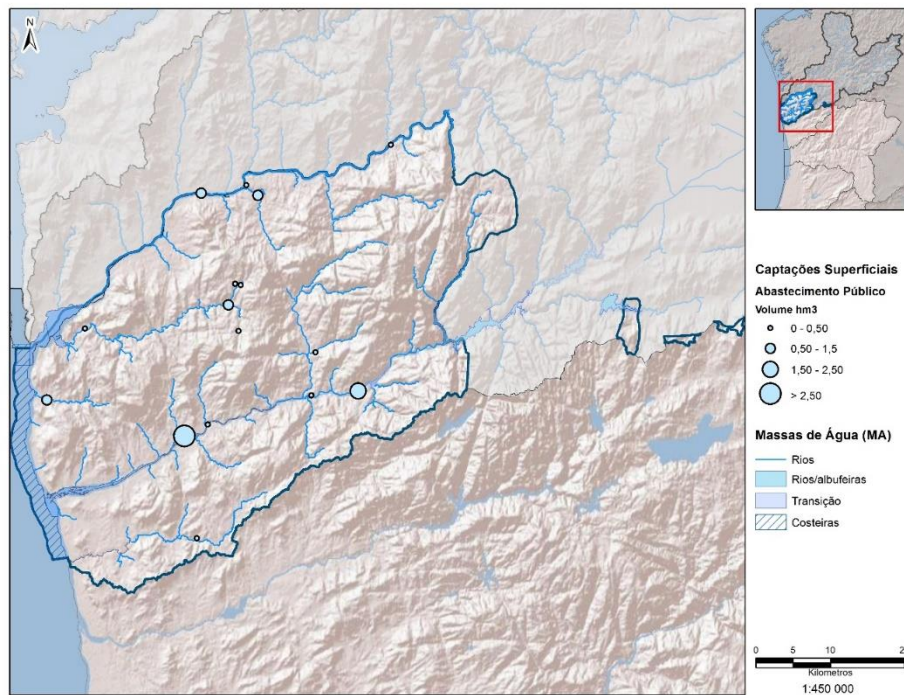 N
Captações Superficiais
Abastecimento Público
Volume hm3
0 - 0,50
0,50 - 1,5
1,50 - 2,50
> 2,50
Massas de Água (MA)
Rios
Rios/albufeiras
Transição
Costeiras
0 5 10
Kilometros
1:450 000